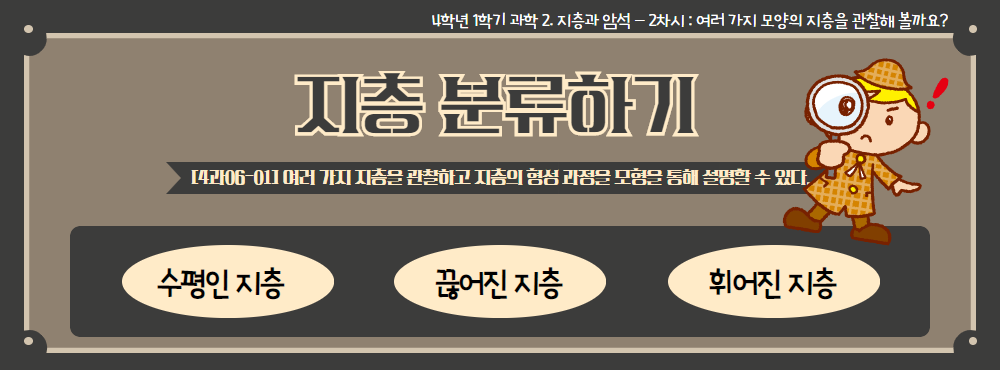 4학년 1학기 과학 2. 지층과 암석 – 2차시 : 여러 가지 모양의 지층을 관찰해 볼까요?
지층 분류하기
[4과06-01] 여러 가지 지층을 관찰하고 지층의 형성 과정을 모형을 통해 설명할 수 있다.
수평인 지층
끊어진 지층
휘어진 지층